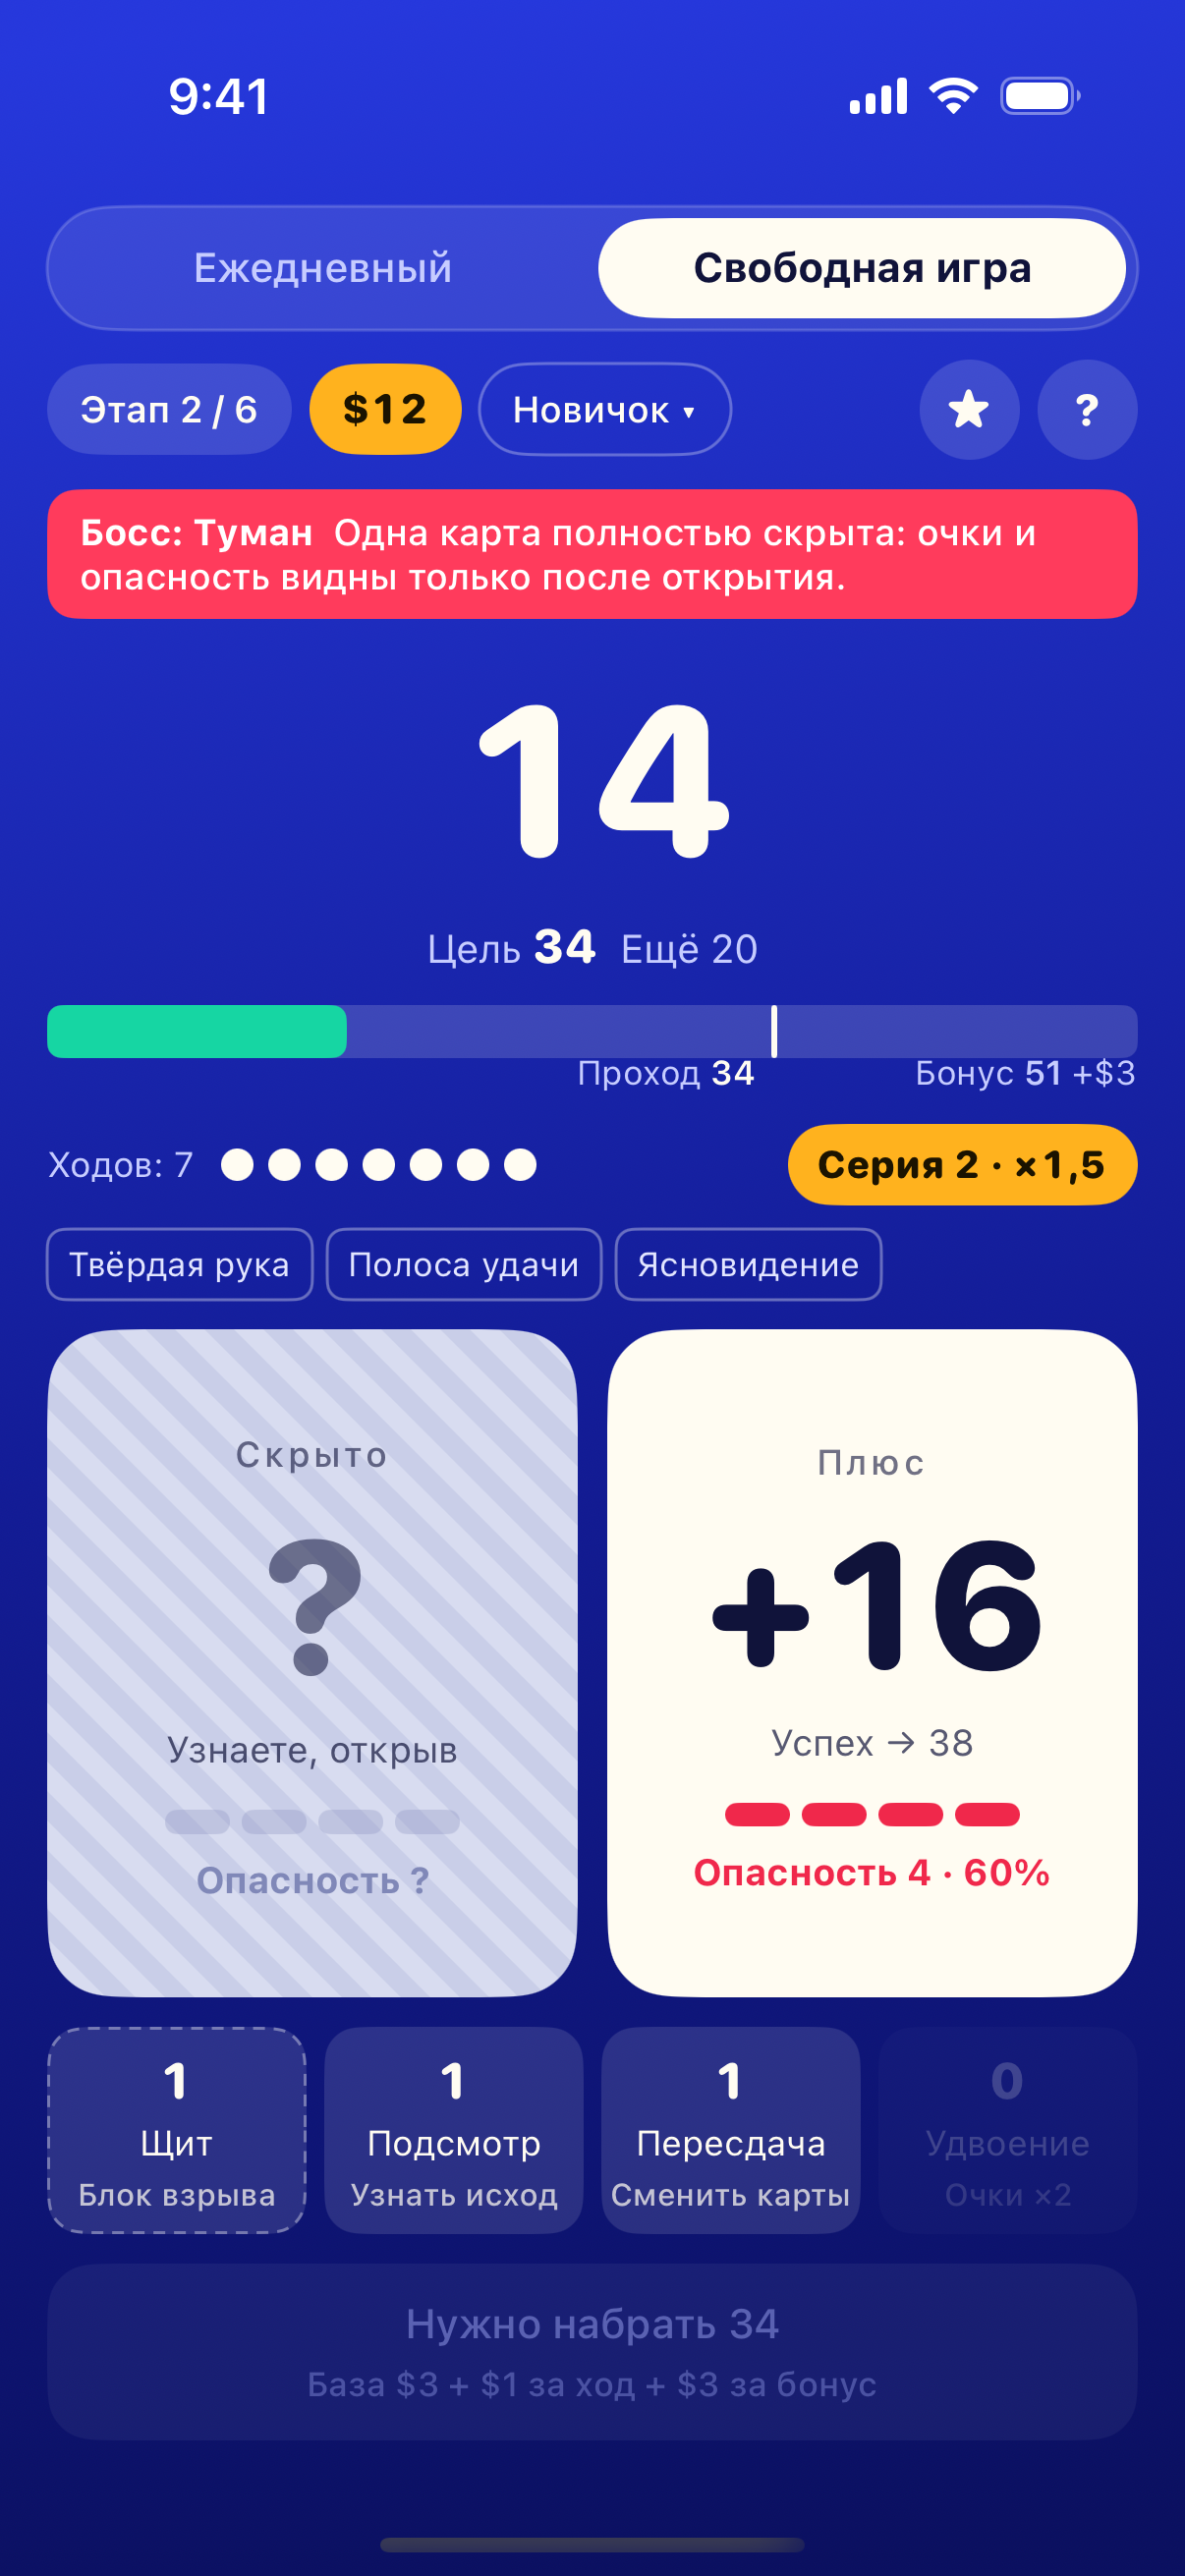 9:41
Ежедневный
Свободная игра
Этап 2 / 6
$12
Новичок ▾
?
Босс: Туман Одна карта полностью скрыта: очки и
опасность видны только после открытия.
14
Цель 34 Ещё 20
Проход 34
Бонус 51 +$3
Ходов: 7
Серия 2 · ×1,5
Твёрдая рука
Полоса удачи
Ясновидение
Скрыто
?
Узнаете, открыв
Опасность ?
Плюс
+16
Успех → 38
Опасность 4 · 60%
1
Щит
Блок взрыва
1
Подсмотр
Узнать исход
1
Пересдача
Сменить карты
0
Удвоение
Очки ×2
Нужно набрать 34
База $3 + $1 за ход + $3 за бонус